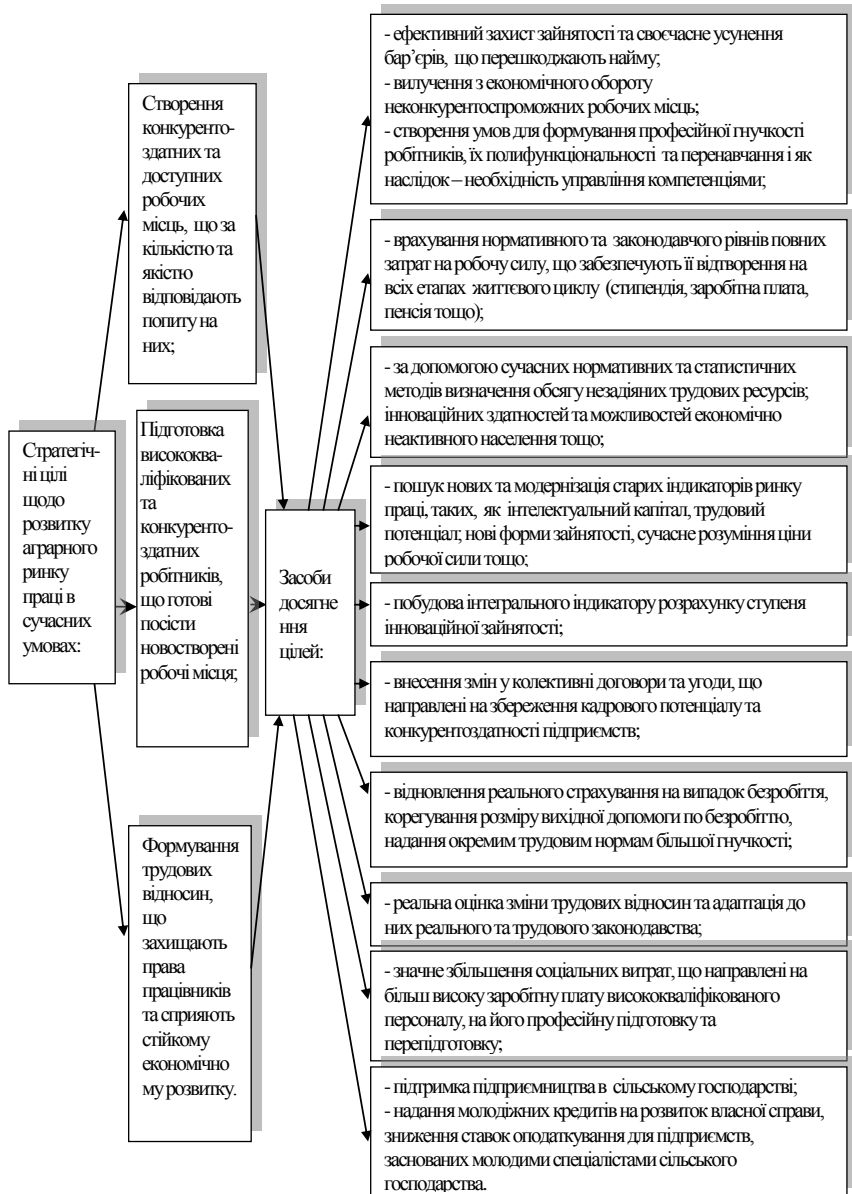 Стратегіч-
ні цілі
щодо
розвитку
аграрного
ринку
праці в
сучасних
умовах:
Створення
конкуренто-
здатних та
доступних
робочих
місць, що за
кількістю та
якістю
відповідають
попиту на
них;
Підготовка
висококва-
ліфікованих
та
конкуренто-
здатних
робітників,
що готові
посісти
новостворені
робочі місця;
Формування
трудових
відносин,
що
захищають
права
працівників
та сприяють
стійкому
економічно
му розвитку.
Засоби
досягне
ння
цілей:
- ефективний захист зайнятості та своєчасне усунення
бар’єрів, що перешкоджають найму;
- вилучення з економічного обороту
неконкурентоспроможних робочих місць;
- створення умов для формування професійної гнучкості
робітників, їх полифункціональності та перенавчання і як
наслідок – необхідність управління компетенціями;
- врахування нормативного та законодавчого рівнів повних
затрат на робочу силу, що забезпечують її відтворення на
всіх етапах життєвого циклу (стипендія, заробітна плата,
пенсія тощо);
- за допомогою сучасних нормативних та статистичних
методів визначення обсягу незадіяних трудових ресурсів;
інноваційних здатностей та можливостей економічно
неактивного населення тощо;
- пошук нових та модернізація старих індикаторів ринку
праці, таких, як інтелектуальний капітал, трудовий
потенціал; нові форми зайнятості, сучасне розуміння ціни
робочої сили тощо;
- побудова інтегрального індикатору розрахунку ступеня
інноваційної зайнятості;
- внесення змін у колективні договори та угоди, що
направлені на збереження кадрового потенціалу та
конкурентоздатності підприємств;
- відновлення реального страхування на випадок безробіття,
корегування розміру вихідної допомоги по безробіттю,
надання окремим трудовим нормам більшої гнучкості;
- реальна оцінка зміни трудових відносин та адаптація до
них реального та трудового законодавства;
- значне збільшення соціальних витрат, що направлені на
більш високу заробітну плату висококваліфікованого
персоналу, на його професійну підготовку та
перепідготовку;
- підтримка підприємництва в сільському господарстві;
- надання молодіжних кредитів на розвиток власної справи,
зниження ставок оподаткування для підприємств,
заснованих молодими спеціалістами сільського
господарства.